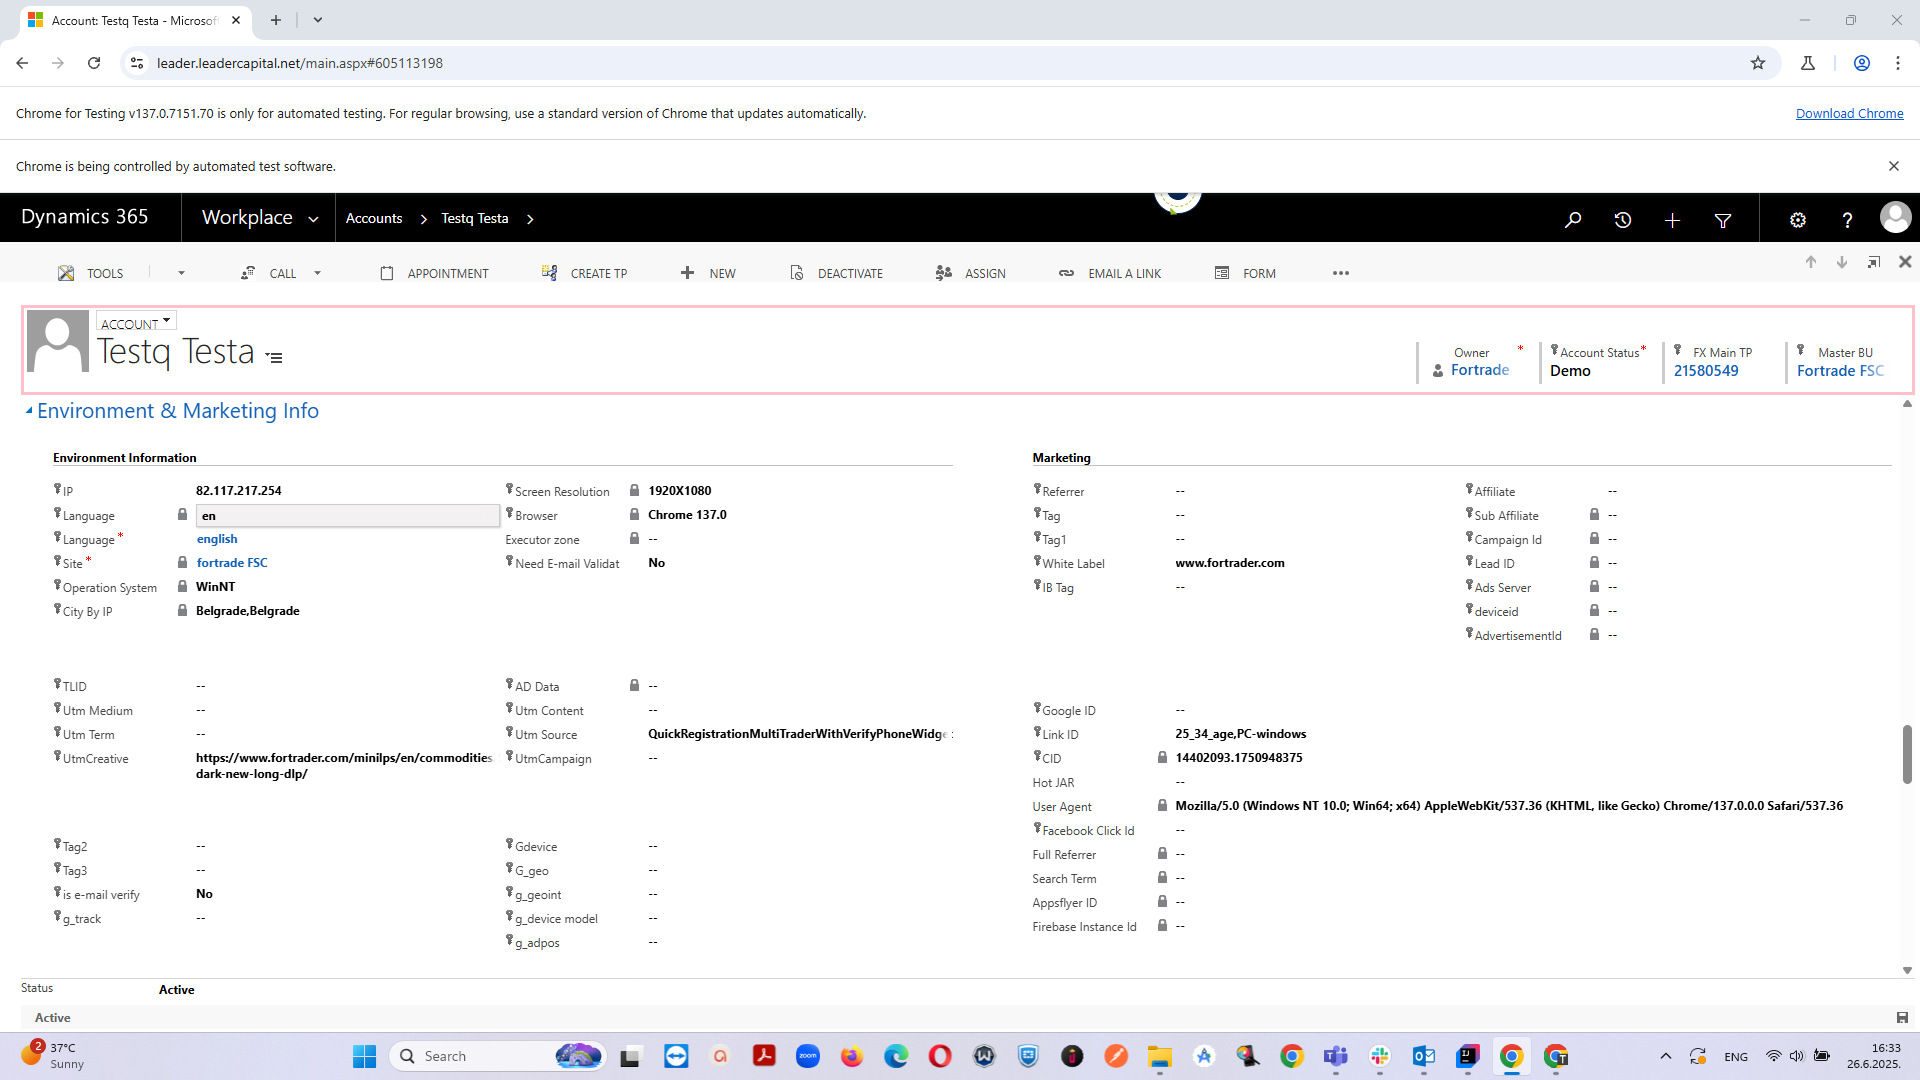 Account: Testq Testa - Microsof
leader.leadercapital.net/main.aspx#605113198
Chrome for Testing v137.0.7151.70 is only for automated testing. For regular browsing, use a standard version of Chrome that updates automatically.
Download Chrome
Chrome is being controlled by automated test software.
Dynamics 365
Workplace
Accounts
Testq Testa
TOOLS
CALL
APPOINTMENT
CREATE TP
NEW
DEACTIVATE
ASSIGN
EMAIL A LINK
FORM
ACCOUNT
Testq Testa
Owner *
Fortrade
Account Status*
Demo
FX Main TP
21580549
Master BU
Fortrade FSC
Environment & Marketing Info
Environment Information
IP 82.117.217.254
Language en
Language* english
Site* fortrade FSC
Operation System WinNT
City By IP Belgrade,Belgrade
Screen Resolution 1920X1080
Browser Chrome 137.0
Executor zone --
Need E-mail Validat No
Marketing
Referrer --
Tag --
Tag1 --
White Label www.fortrader.com
IB Tag --
Affiliate --
Sub Affiliate --
Campaign Id --
Lead ID --
Ads Server --
deviceid --
AdvertisementId --
TLID --
Utm Medium --
Utm Term --
UtmCreative https://www.fortrader.com/minilps/en/commodities
dark-new-long-dlp/
AD Data --
Utm Content --
Utm Source QuickRegistrationMultiTraderWithVerifyPhoneWidge
UtmCampaign --
Google ID --
Link ID 25_34_age,PC-windows
CID 14402093.1750948375
Hot JAR --
User Agent Mozilla/5.0 (Windows NT 10.0; Win64; x64) AppleWebKit/537.36 (KHTML, like Gecko) Chrome/137.0.0.0 Safari/537.36
Facebook Click Id --
Full Referrer --
Search Term --
Appsflyer ID --
Firebase Instance Id --
Tag2 --
Tag3 --
is e-mail verify No
g_track --
Gdevice --
G_geo --
g_geoint --
g_device model --
g_adpos --
Status Active
Active
2
37°C
Sunny
Search
zoom
ENG
16:33
26.6.2025.